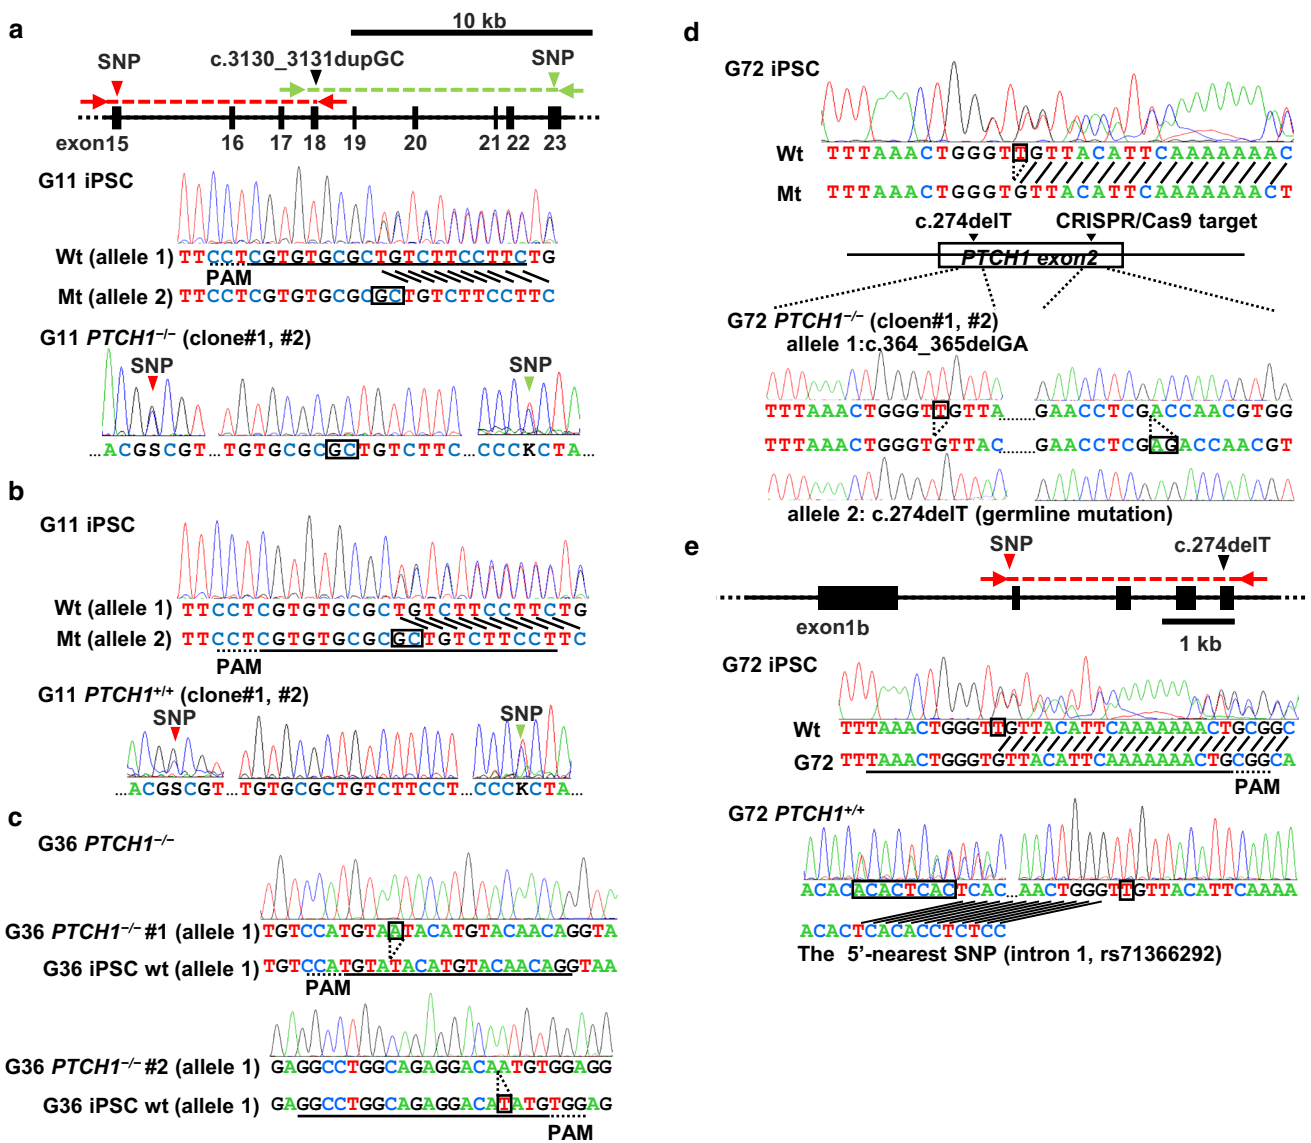 a
10 kb
SNP
c.3130_3131dupGC
SNP
exon15 16 17 18 19 20 21 22 23
G11 iPSC
Wt (allele 1) TTCCTCGTGTGCGCTGTCTTCCTTCTG
PAM
Mt (allele 2) TTCCTCGTGTGCGCGCTGTCTTCCTTC
G11 PTCH1–/– (clone#1, #2)
SNP
SNP
...ACGSCGT...TGTGCGCGCTGTCTTC...CCCKCTA...
b
G11 iPSC
Wt (allele 1) TTCCTCGTGTGCGCTGTCTTCCTTCTG
Mt (allele 2) TTCCTCGTGTGCGCGCTGTCTTCCTTC
PAM
G11 PTCH1+/+ (clone#1, #2)
SNP
SNP
...ACGSCGT...TGTGCGCTGTCTTCCT...CCCKCTA...
c
G36 PTCH1–/–
G36 PTCH1–/– #1 (allele 1) TGTCCATGTAATACATGTACAACAGGTA
G36 iPSC wt (allele 1) TGTCCATGTATACATGTACAACAGGTAA
PAM
G36 PTCH1–/– #2 (allele 1) GAGGCCTGGCAGAGGACAATGTGGAGG
G36 iPSC wt (allele 1) GAGGCCTGGCAGAGGACATATGTGGAG
PAM
d
G72 iPSC
Wt TTTAAACTGGGTTGTTACATTCAAAAAAAC
Mt TTTAAACTGGGTGTTACATTCAAAAAAACT
c.274delT
CRISPR/Cas9 target
PTCH1 exon2
G72 PTCH1–/– (cloen#1, #2)
allele 1:c.364_365delGA
TTTAAACTGGGTTGTTA......GAACCTCGACCAACGTGG
TTTAAACTGGGTGTTAC......GAACCTCGAGACCAACGT
allele 2: c.274delT (germline mutation)
e
SNP
c.274delT
exon1b
1 kb
G72 iPSC
Wt TTTAAACTGGGTTGTTACATTCAAAAAAACTGCGGC
G72 TTTAAACTGGGTGTTACATTCAAAAAAACTGCGGCA
PAM
G72 PTCH1+/+
ACACACACTCACTCAC...AACTGGGTTGTTACATTCAAAA
ACACTCACACCTCTCC
The 5'-nearest SNP (intron 1, rs71366292)